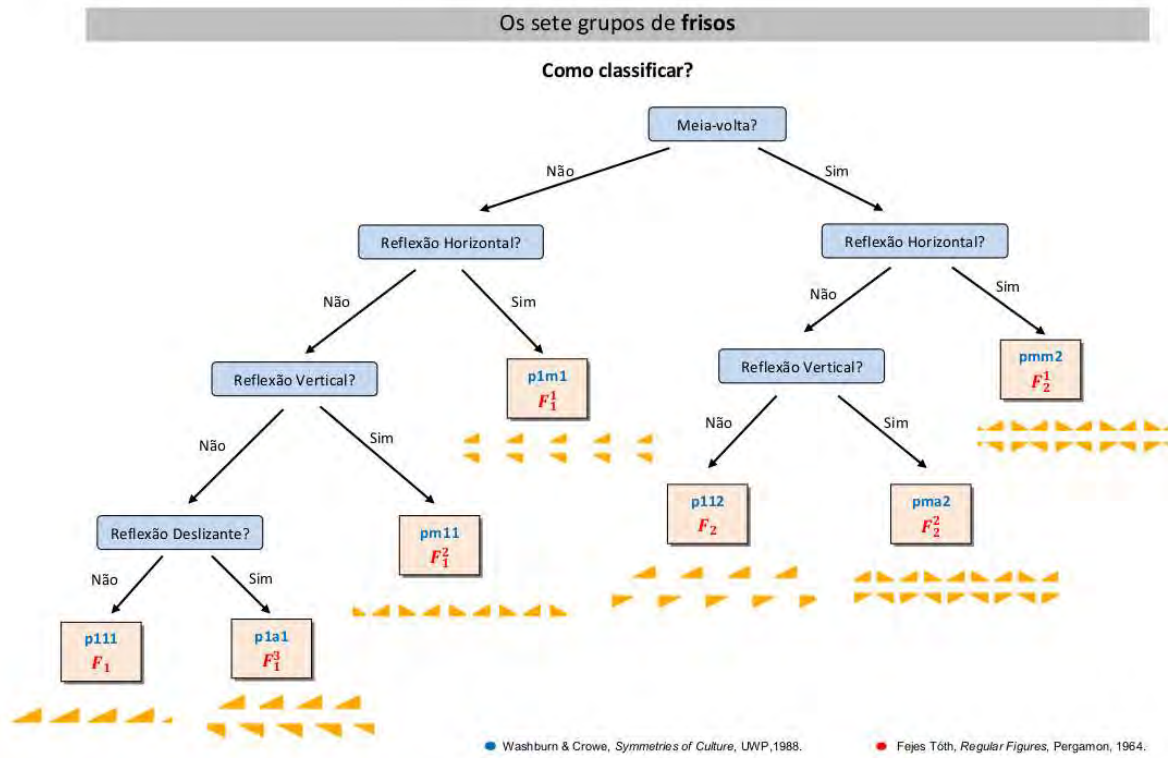 Os sete grupos de frisos
Como classificar?
Meia-volta?
Não
Sim
Reflexão Horizontal?
Reflexão Horizontal?
Não
Sim
Não
Sim
Reflexão Vertical?
p1m1
F₁¹
Reflexão Vertical?
pmm2
F₂¹
Não
Sim
Não
Sim
Reflexão Deslizante?
pm11
F₁²
p112
F₂
pma2
F₂²
Não
Sim
p111
F₁
p1a1
F₁³
Washburn & Crowe, Symmetries of Culture, UWP,1988.
Fejes Tóth, Regular Figures, Pergamon, 1964.